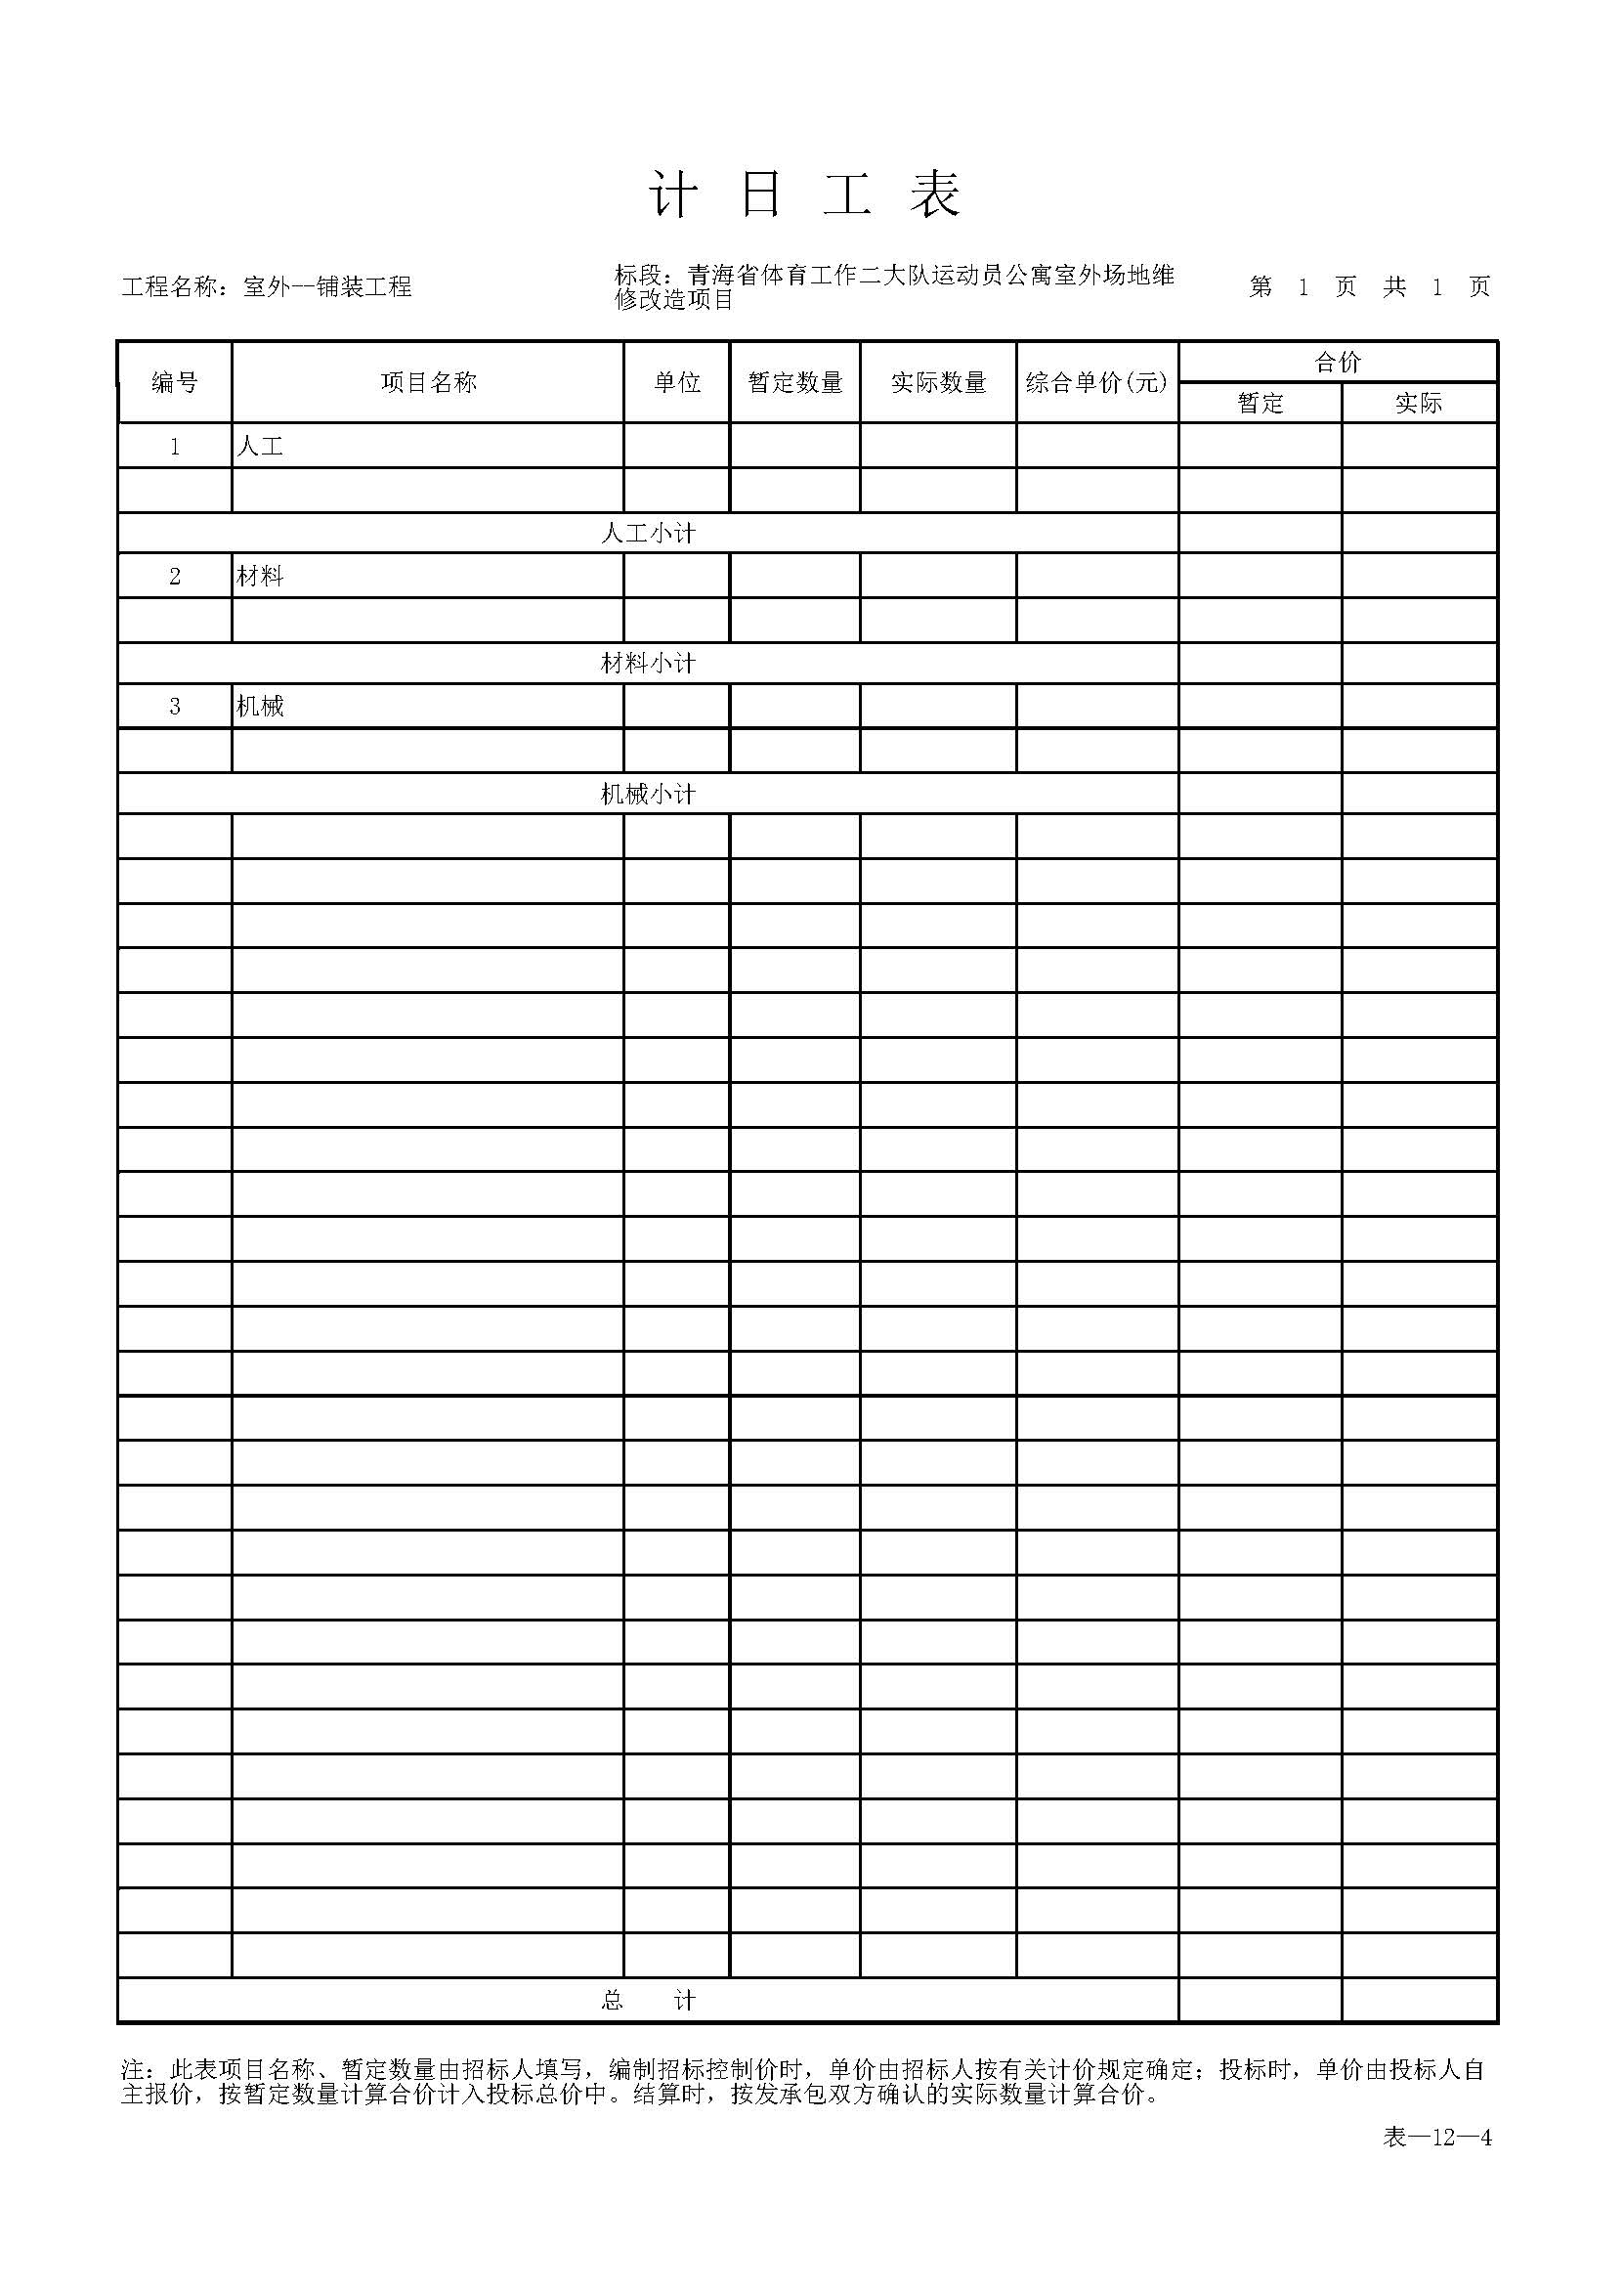 计 日 工 表
工程名称：室外--铺装工程
标段：青海省体育工作二大队运动员公寓室外场地维
修改造项目
第 1 页 共 1 页
编号 项目名称 单位 暂定数量 实际数量 综合单价(元) 合价
暂定 实际
1 人工
人工小计
2 材料
材料小计
3 机械
机械小计
总 计
注：此表项目名称、暂定数量由招标人填写，编制招标控制价时，单价由招标人按有关计价规定确定；投标时，单价由投标人自
主报价，按暂定数量计算合价计入投标总价中。结算时，按发承包双方确认的实际数量计算合价。
表—12—4